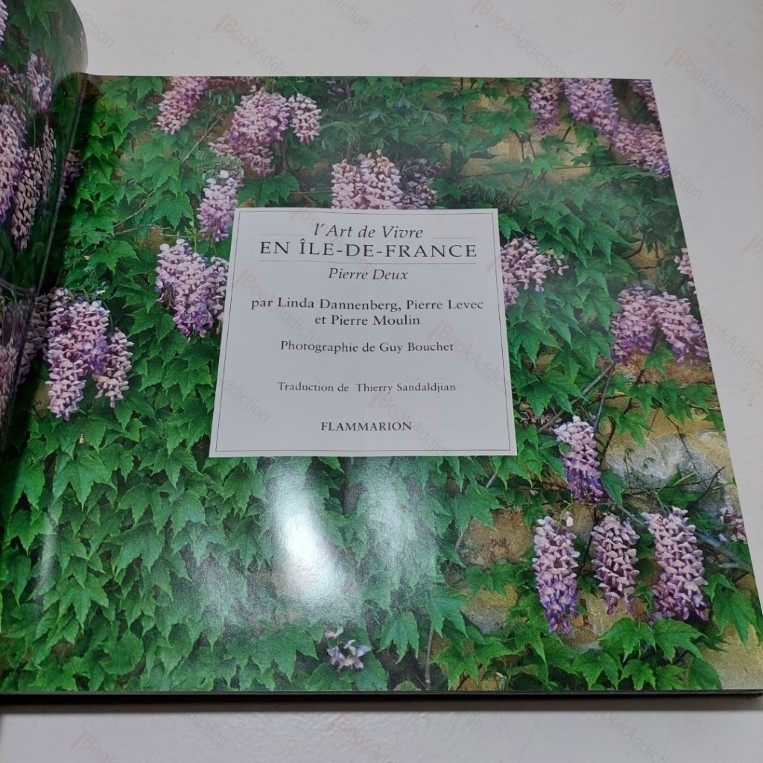 l'Art de Vivre
EN ÎLE-DE-FRANCE
Pierre Deux
par Linda Dannenberg, Pierre Levec
et Pierre Moulin
Photographie de Guy Bouchet
Traduction de Thierry Sandaldjian
FLAMMARION
BookAddiction